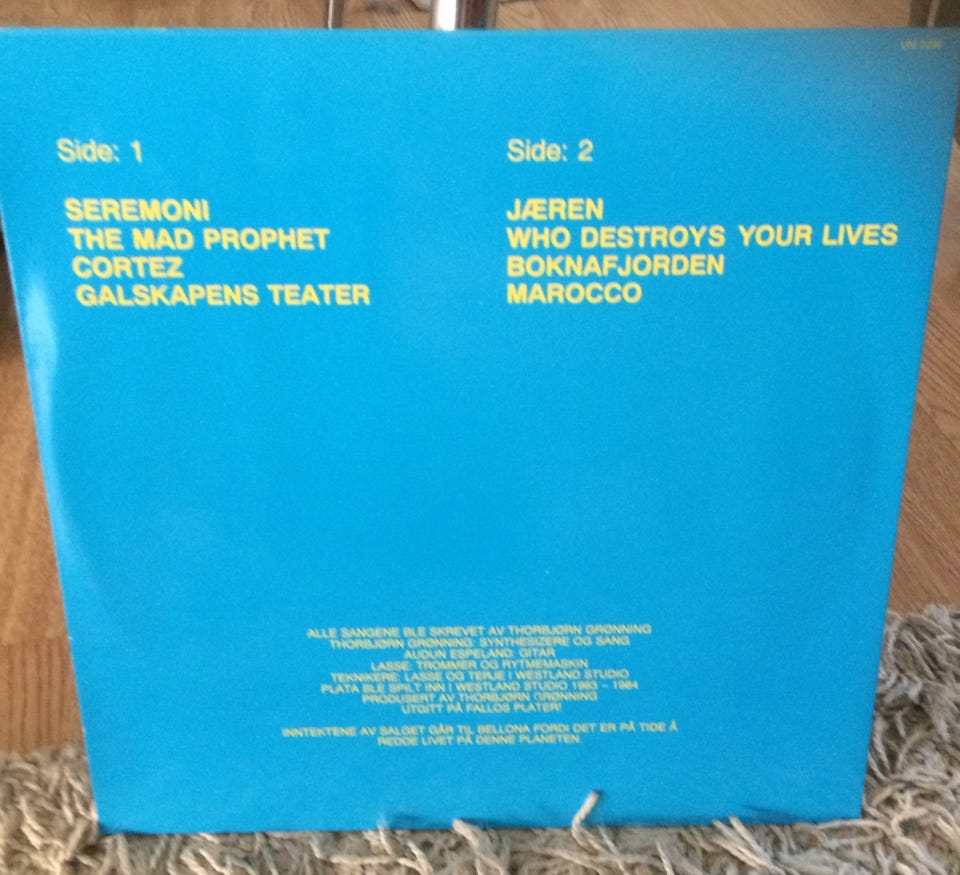 Side: 1
SEREMONI
THE MAD PROPHET
CORTEZ
GALSKAPENS TEATER
Side: 2
JÆREN
WHO DESTROYS YOUR LIVES
BOKNAFJORDEN
MAROCCO
ALLE SANGENE BLE SKREVET AV THORBJØRN GRØNNING
THORBJØRN GRØNNING: SYNTHESIZERE OG SANG
AUDUN ESPELAND: GITAR
LASSE: TROMMER OG RYTMEMASKIN
TEKNIKERE: LASSE OG TERJE I WESTLAND STUDIO
PLATA BLE SPILT INN I WESTLAND STUDIO 1983 – 1984
PRODUSERT AV THORBJØRN GRØNNING
UTGITT PÅ FALLOS PLATER!
INNTEKTENE AV SALGET GÅR TIL BELLONA FORDI DET ER PÅ TIDE Å
REDDE LIVET PÅ DENNE PLANETEN